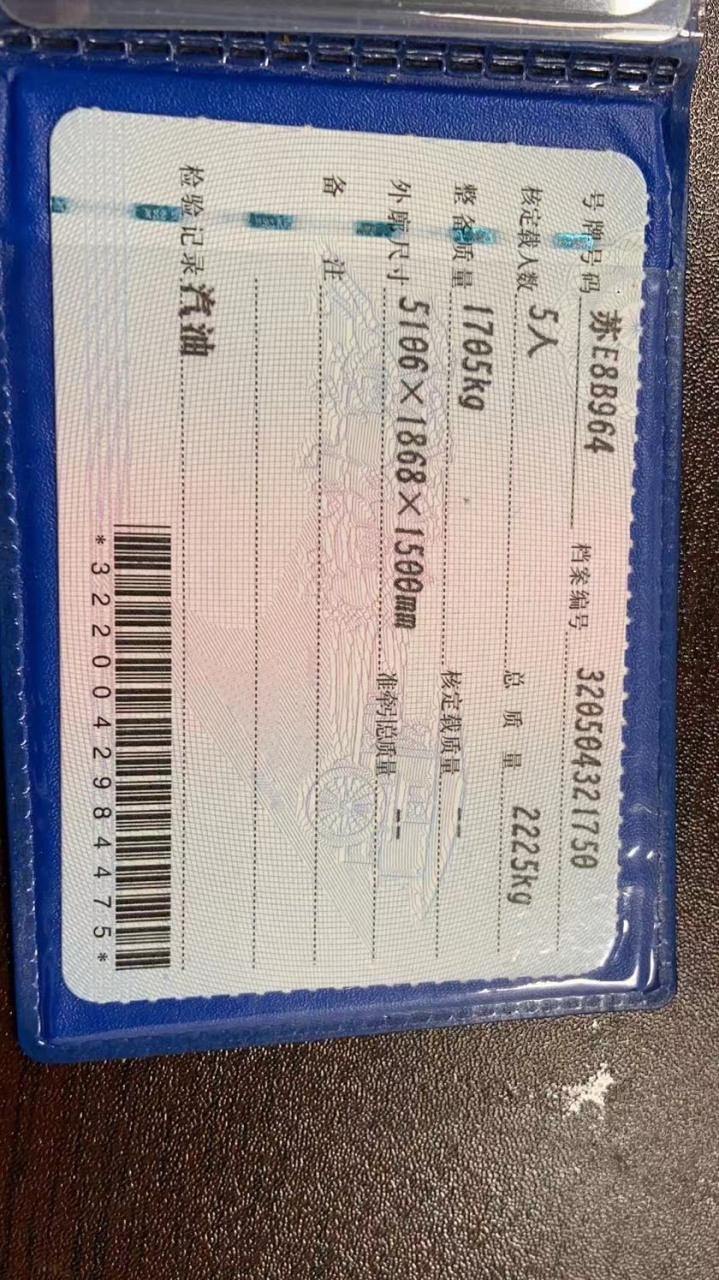 号牌号码 苏E8B964 档案编号 320504321750
核定载人数 5人 总质量 2225kg
整备质量 1705kg 核定载质量 --
外廓尺寸 5106×1868×1500mm 准牵引总质量 --
备注
检验记录 汽油
*3220042984475*